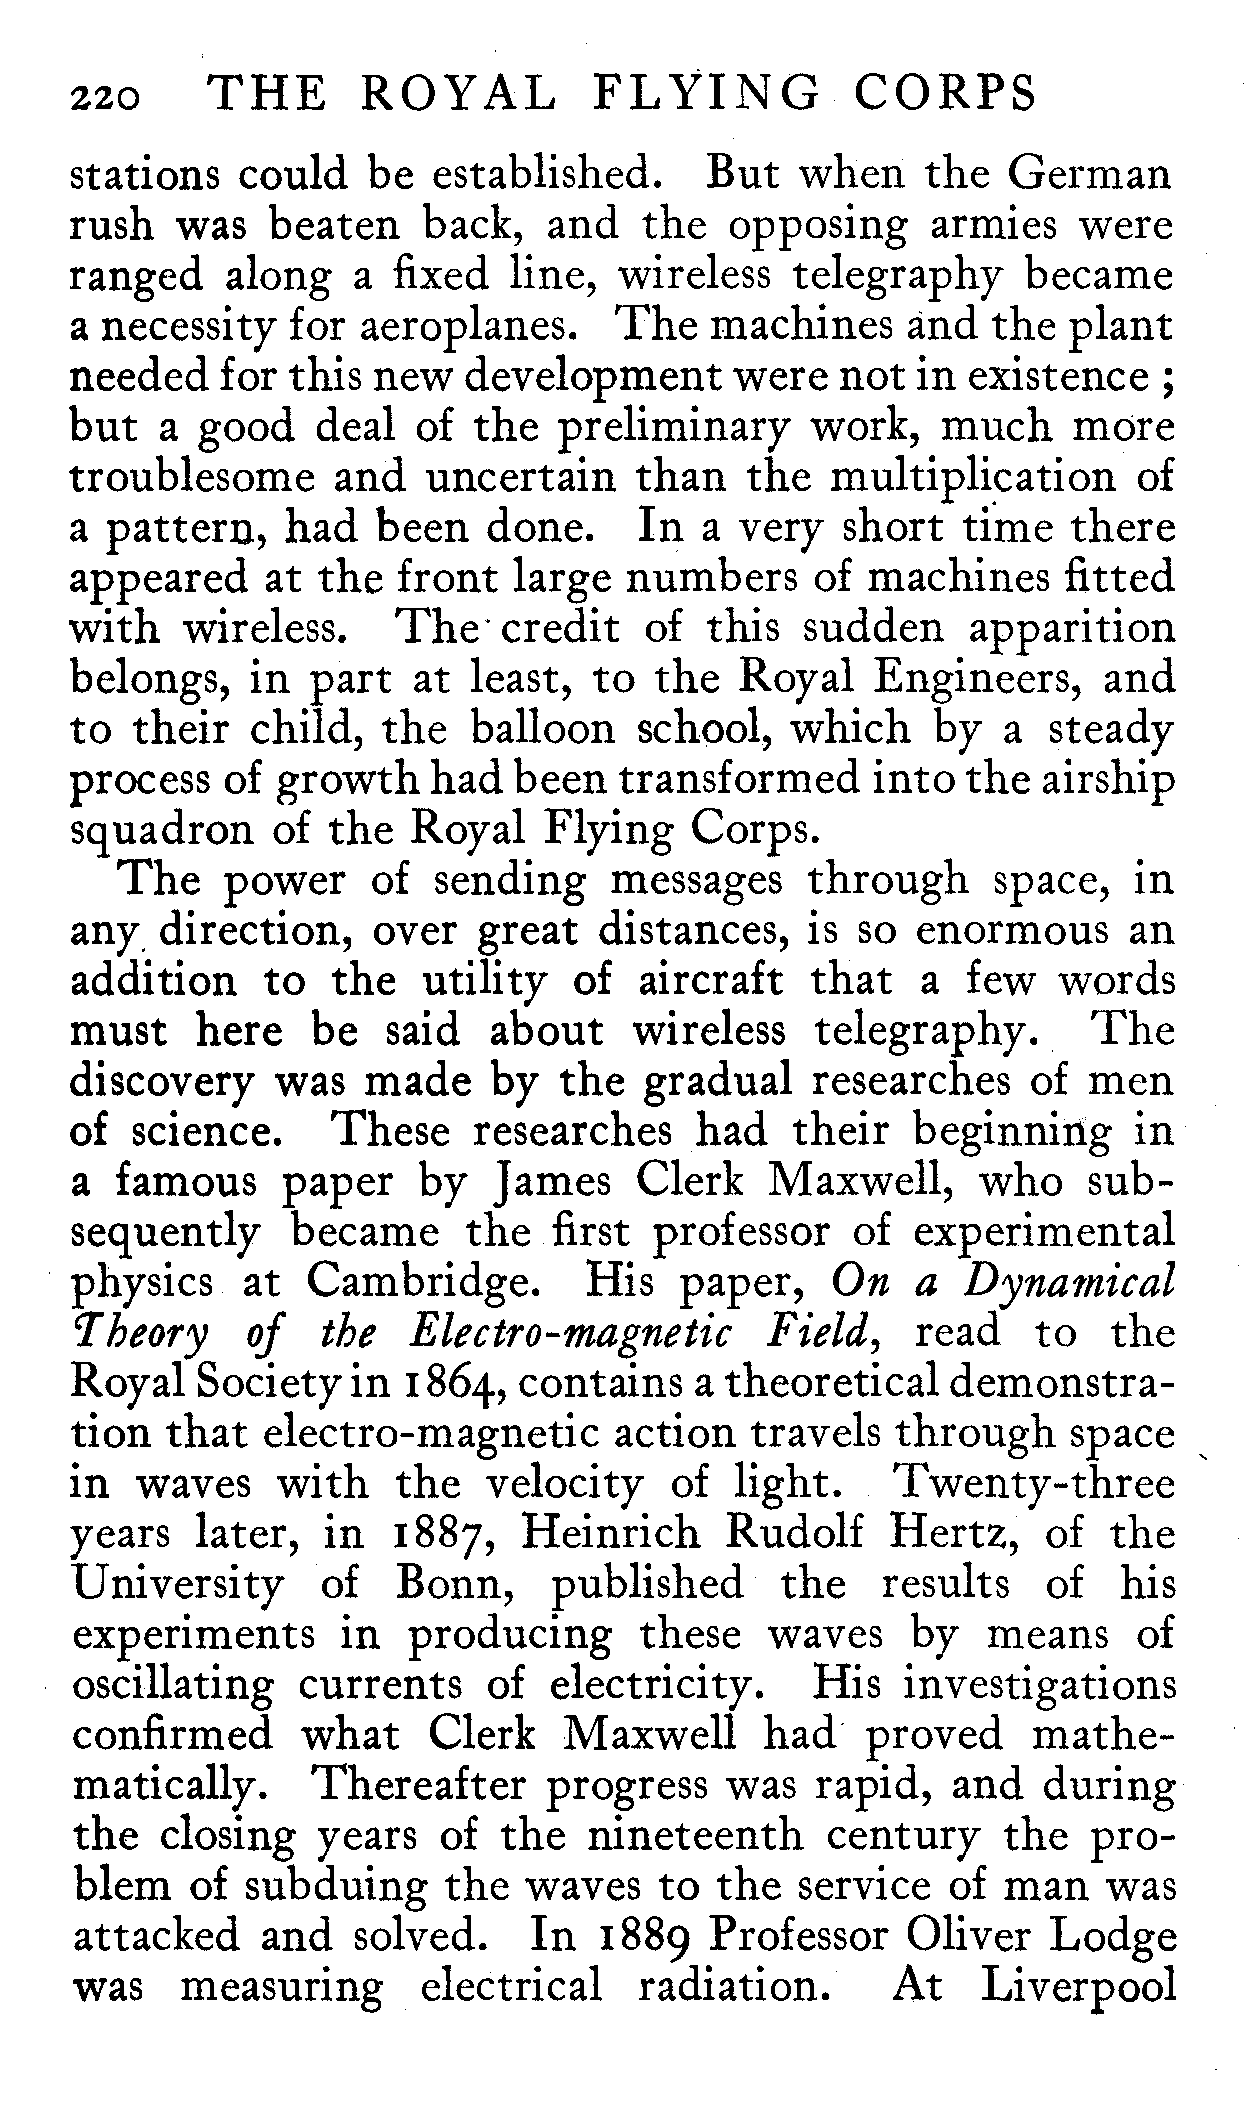 220 THE ROYAL FLYING CORPS
stations could be established. But when the German
rush was beaten back, and the opposing armies were
ranged along a fixed line, wireless telegraphy became
a necessity for aeroplanes. The machines and the plant
needed for this new development were not in existence ;
but a good deal of the preliminary work, much more
troublesome and uncertain than the multiplication of
a pattern, had been done. In a very short time there
appeared at the front large numbers of machines fitted
with wireless. The credit of this sudden apparition
belongs, in part at least, to the Royal Engineers, and
to their child, the balloon school, which by a steady
process of growth had been transformed into the airship
squadron of the Royal Flying Corps.
The power of sending messages through space, in
any direction, over great distances, is so enormous an
addition to the utility of aircraft that a few words
must here be said about wireless telegraphy. The
discovery was made by the gradual researches of men
of science. These researches had their beginning in
a famous paper by James Clerk Maxwell, who sub-
sequently became the first professor of experimental
physics at Cambridge. His paper, On a Dynamical
Theory of the Electro-magnetic Field, read to the
Royal Society in 1864, contains a theoretical demonstra-
tion that electro-magnetic action travels through space
in waves with the velocity of light. Twenty-three
years later, in 1887, Heinrich Rudolf Hertz, of the
University of Bonn, published the results of his
experiments in producing these waves by means of
oscillating currents of electricity. His investigations
confirmed what Clerk Maxwell had proved mathe-
matically. Thereafter progress was rapid, and during
the closing years of the nineteenth century the pro-
blem of subduing the waves to the service of man was
attacked and solved. In 1889 Professor Oliver Lodge
was measuring electrical radiation. At Liverpool